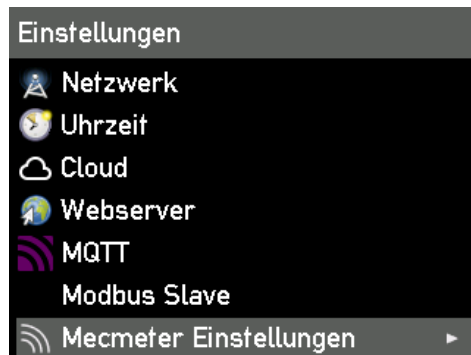 Einstellungen
Netzwerk
Uhrzeit
Cloud
Webserver
MQTT
Modbus Slave
Mecmeter Einstellungen